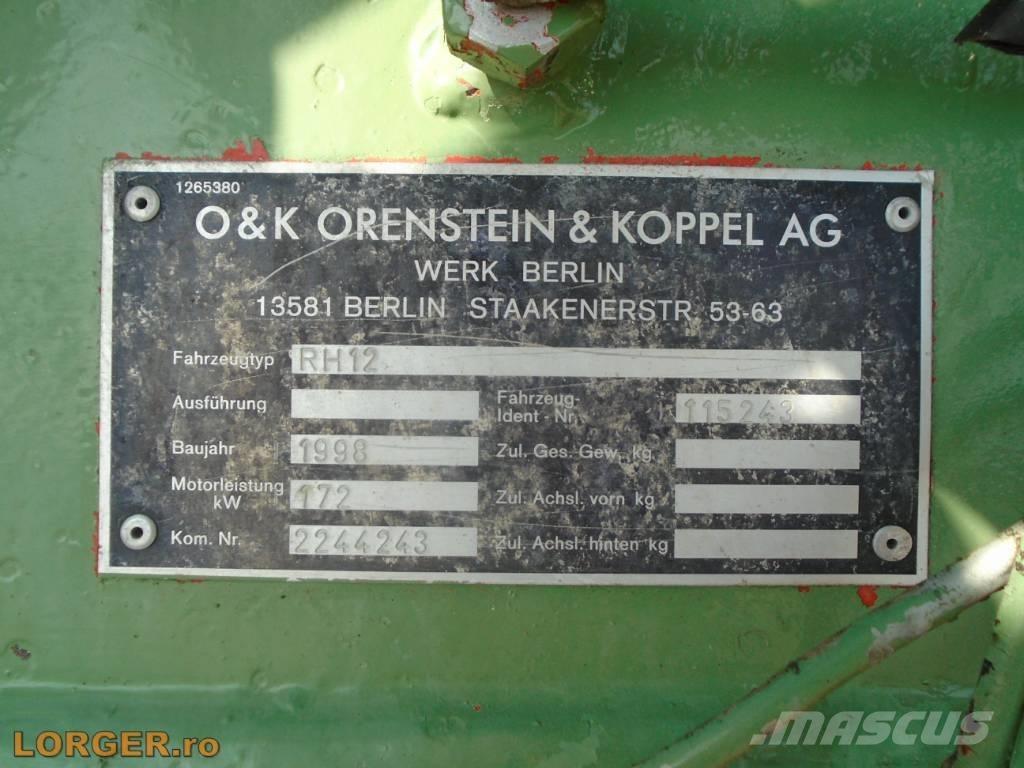 1265380
O&K ORENSTEIN & KOPPEL AG
WERK BERLIN
13581 BERLIN STAAKENERSTR 53-63
Fahrzeugtyp RH12
Ausführung Fahrzeug-
Ident-Nr. 115243
Baujahr 1998 Zul. Ges. Gew. kg
Motorleistung
kW 172 Zul. Achsl. vorn kg
Kom. Nr. 2244243 Zul. Achsl. hinten kg
LORGER.ro
MASCUS